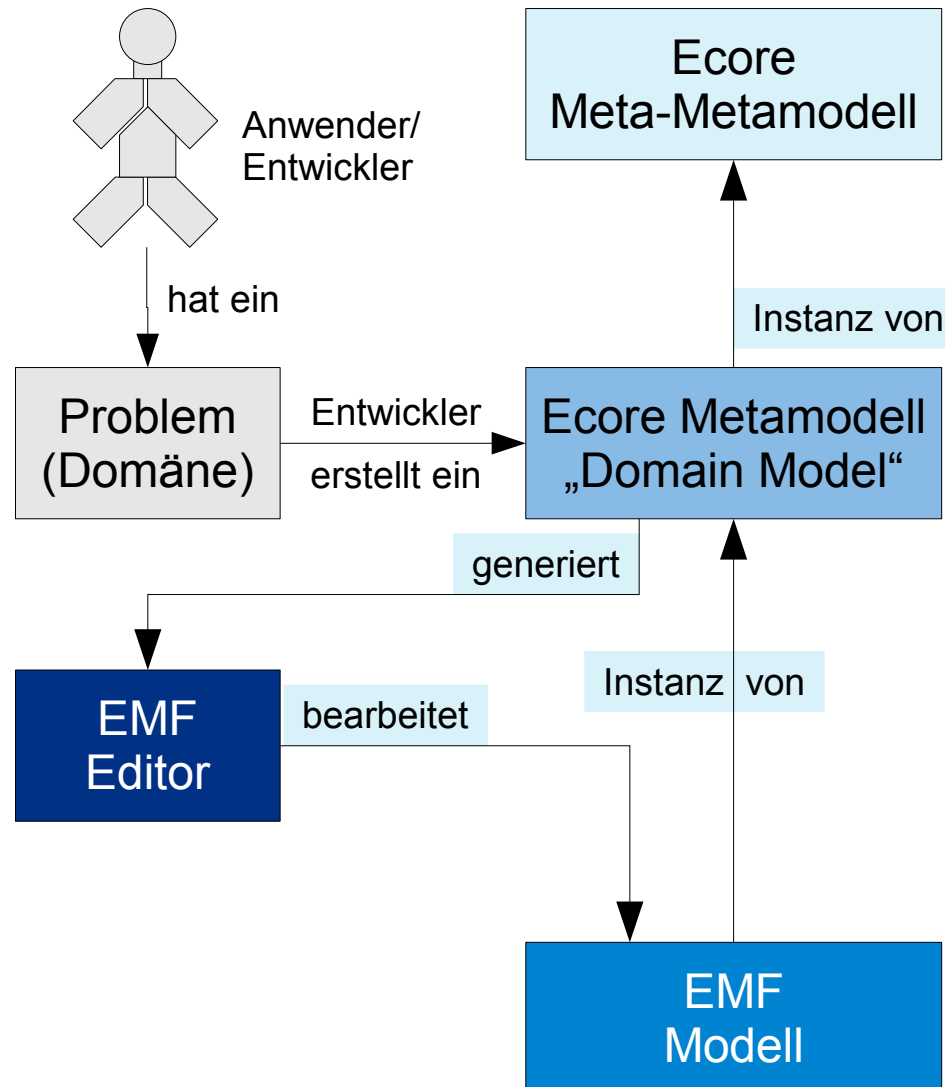 Ecore
Meta-Metamodell
Anwender/
Entwickler
hat ein
Instanz von
Problem
(Domäne)
Entwickler
erstellt ein
Ecore Metamodell
„Domain Model“
generiert
EMF
Editor
bearbeitet
Instanz von
EMF
Modell